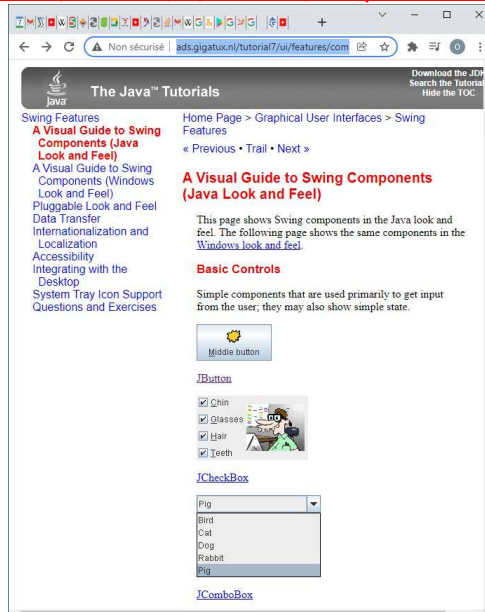 Non sécurisé
ads.gigatux.nl/tutorial7/ui/features/com
O
Java
The Java™ Tutorials
Download the JDK
Search the Tutorial
Hide the TOC
Swing Features
A Visual Guide to Swing
Components (Java
Look and Feel)
A Visual Guide to Swing
Components (Windows
Look and Feel)
Pluggable Look and Feel
Data Transfer
Internationalization and
Localization
Accessibility
Integrating with the
Desktop
System Tray Icon Support
Questions and Exercises
Home Page > Graphical User Interfaces > Swing
Features
« Previous • Trail • Next »
A Visual Guide to Swing Components
(Java Look and Feel)
This page shows Swing components in the Java look and
feel. The following page shows the same components in the
Windows look and feel.
Basic Controls
Simple components that are used primarily to get input
from the user; they may also show simple state.
Middle button
JButton
Chin
Glasses
Hair
Teeth
JCheckBox
Pig
Bird
Cat
Dog
Rabbit
Pig
JComboBox